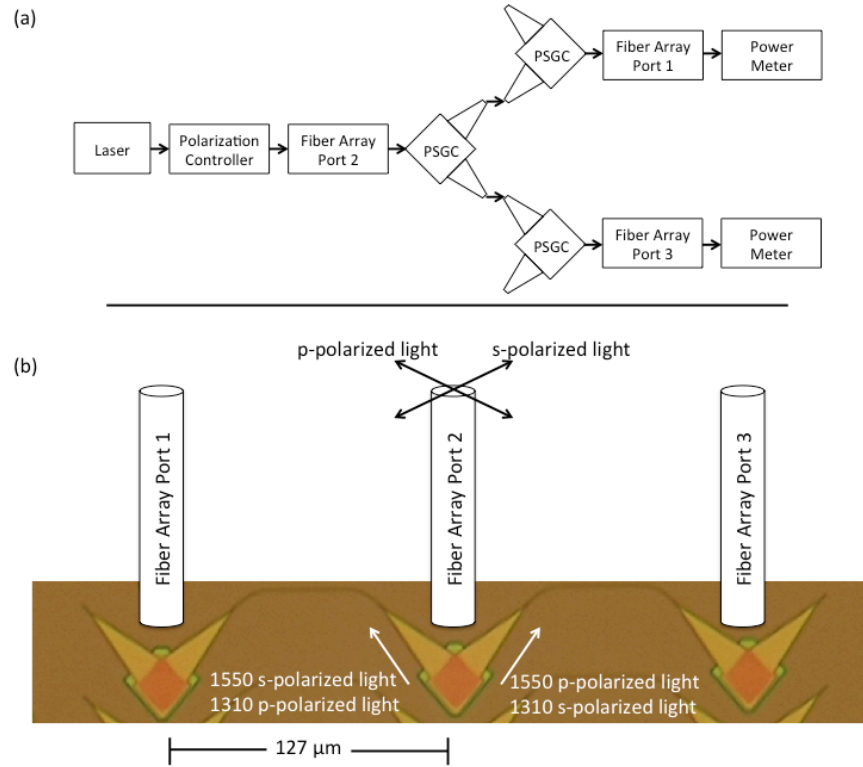 (a)
PSGC
Fiber Array
Port 1
Power
Meter
Laser
Polarization
Controller
Fiber Array
Port 2
PSGC
PSGC
Fiber Array
Port 3
Power
Meter
(b)
p-polarized light
s-polarized light
Fiber Array Port 1
Fiber Array Port 2
Fiber Array Port 3
1550 s-polarized light
1310 p-polarized light
1550 p-polarized light
1310 s-polarized light
127 μm